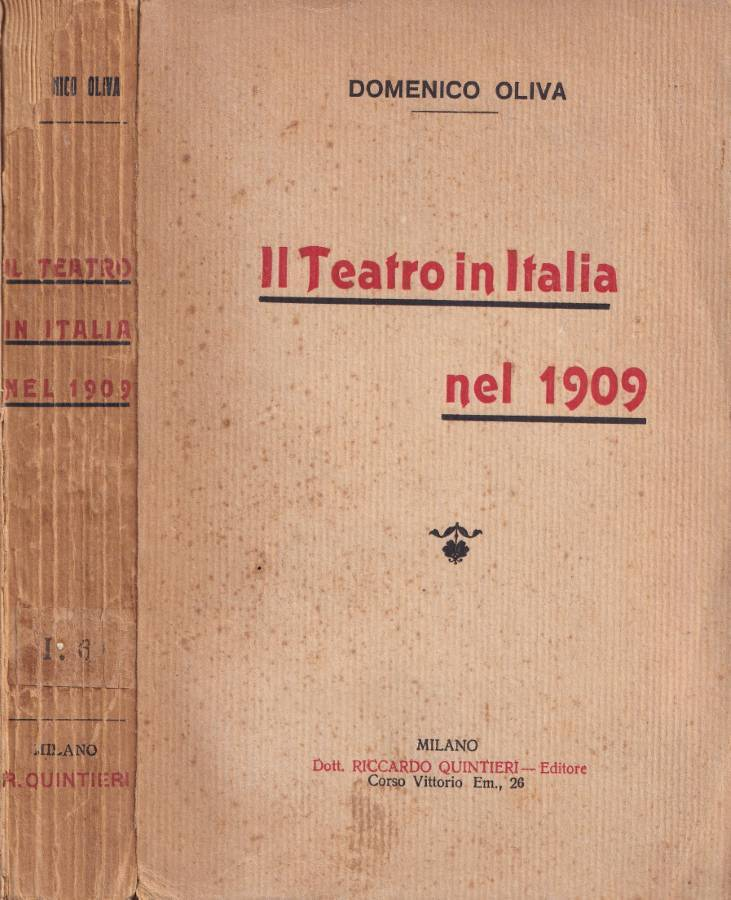 NICO OLIVA
IL TEATRO
IN ITALIA
NEL 1909
I: 6
MILANO
R. QUINTIERI
DOMENICO OLIVA
Il Teatro in Italia
nel 1909
MILANO
Dott. RICCARDO QUINTIERI — Editore
Corso Vittorio Em., 26